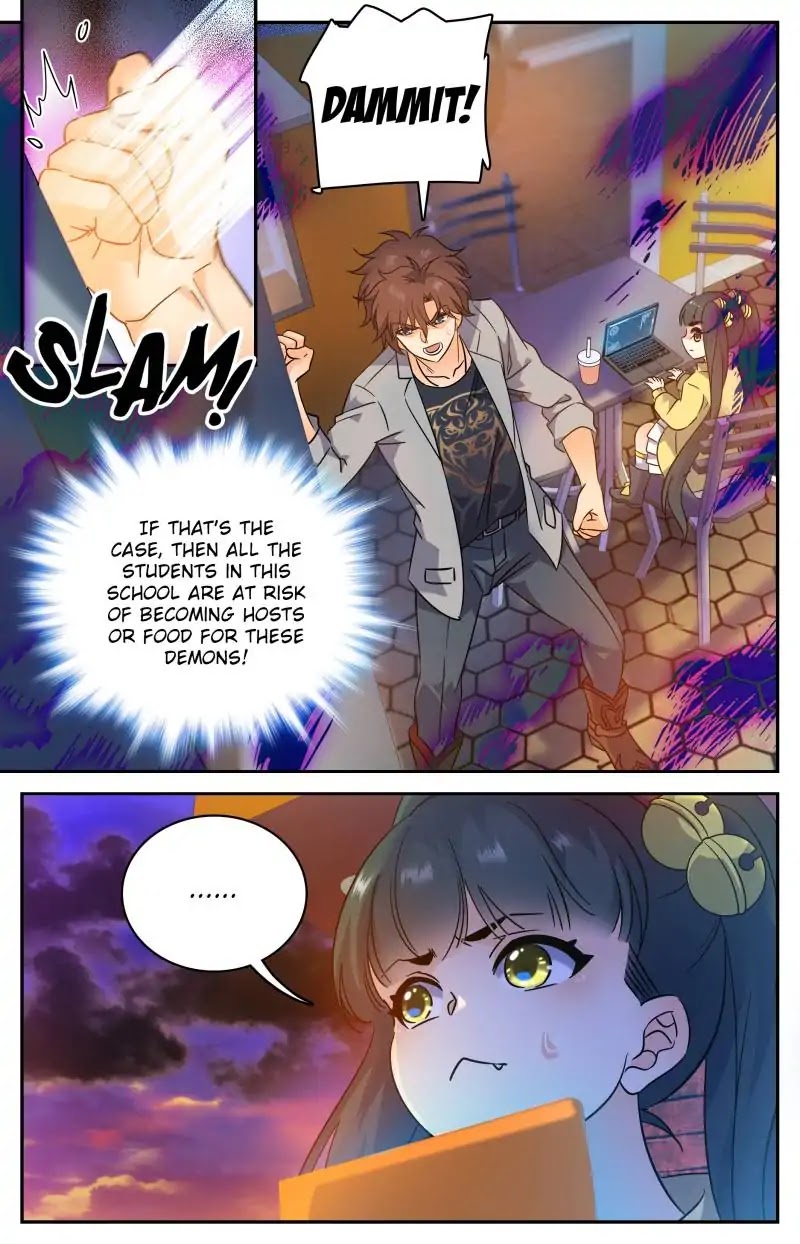 DAMMIT!
SLAM!
IF THAT'S THE
CASE, THEN ALL THE
STUDENTS IN THIS
SCHOOL ARE AT RISK
OF BECOMING HOSTS
OR FOOD FOR THESE
DEMONS!
......